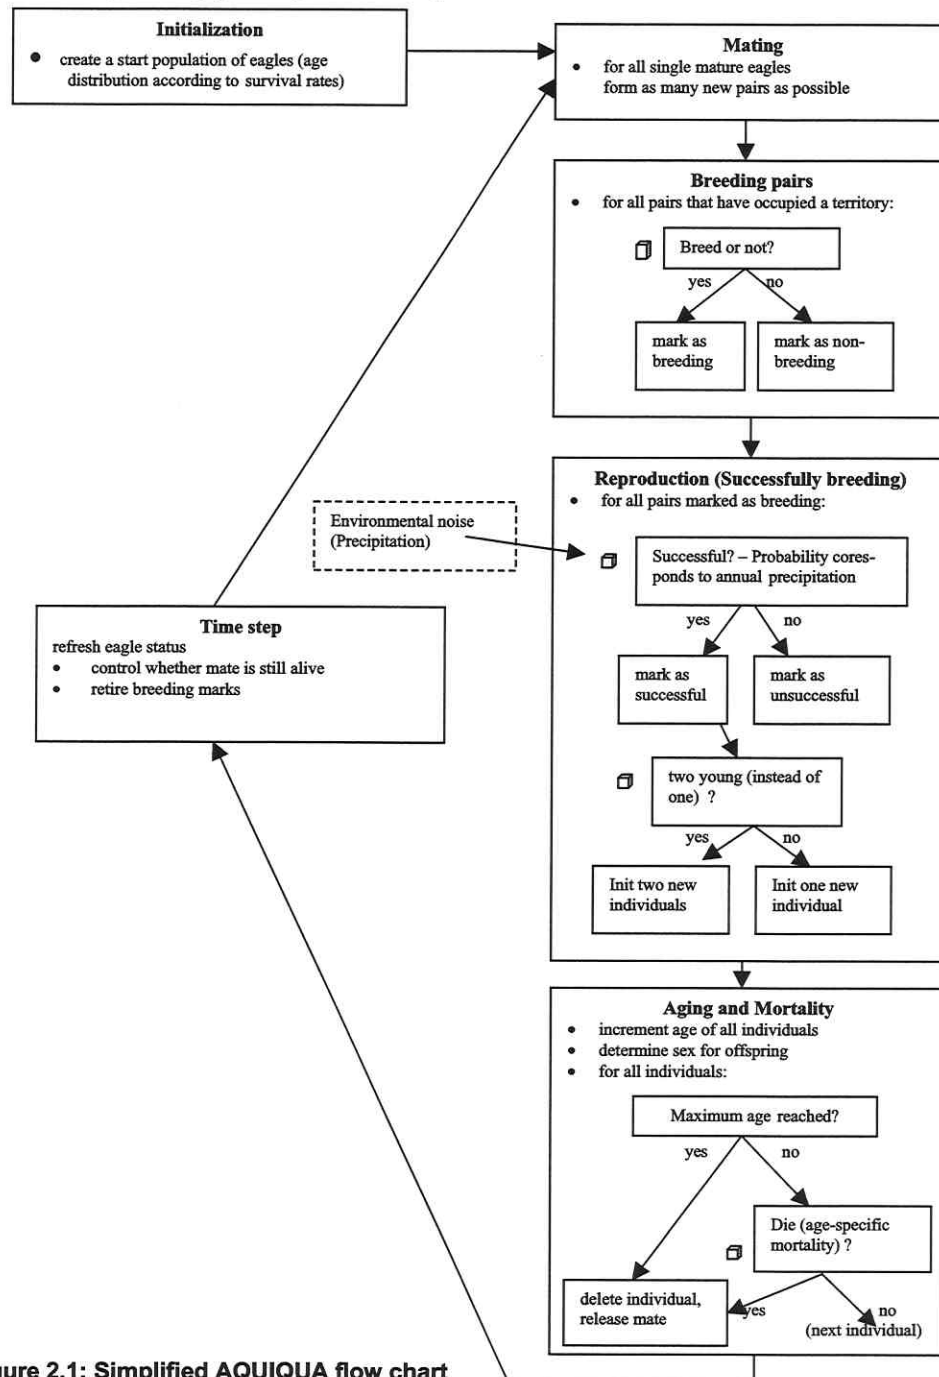 Initialization
• create a start population of eagles (age
distribution according to survival rates)
Mating
• for all single mature eagles
form as many new pairs as possible
Breeding pairs
• for all pairs that have occupied a territory:
Breed or not?
yes
no
mark as
breeding
mark as non-
breeding
Reproduction (Successfully breeding)
• for all pairs marked as breeding:
Environmental noise
(Precipitation)
Successful? – Probability cores-
ponds to annual precipitation
yes
no
mark as
successful
mark as
unsuccessful
Time step
refresh eagle status
• control whether mate is still alive
• retire breeding marks
two young (instead of
one) ?
yes
no
Init two new
individuals
Init one new
individual
Aging and Mortality
• increment age of all individuals
• determine sex for offspring
• for all individuals:
Maximum age reached?
yes
no
Die (age-specific
mortality) ?
delete individual,
release mate
yes
no
(next individual)
gure 2.1: Simplified AQUIQUA flow chart